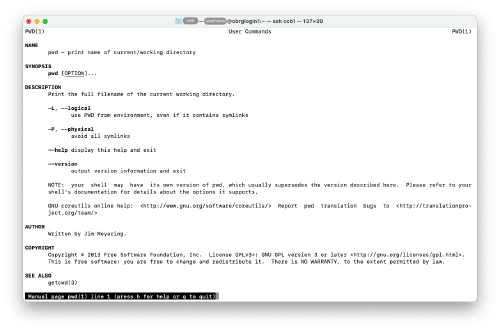 @cbrglogin1:~ — ssh ccb1 — 137×39
PWD(1) User Commands PWD(1)
NAME
pwd - print name of current/working directory
SYNOPSIS
pwd [OPTION]...
DESCRIPTION
Print the full filename of the current working directory.
-L, --logical
use PWD from environment, even if it contains symlinks
-P, --physical
avoid all symlinks
--help display this help and exit
--version
output version information and exit
NOTE: your shell may have its own version of pwd, which usually supersedes the version described here. Please refer to your
shell's documentation for details about the options it supports.
GNU coreutils online help: <http://www.gnu.org/software/coreutils/> Report pwd translation bugs to <http://translationpro-
ject.org/team/>
AUTHOR
Written by Jim Meyering.
COPYRIGHT
Copyright © 2013 Free Software Foundation, Inc. License GPLv3+: GNU GPL version 3 or later <http://gnu.org/licenses/gpl.html>.
This is free software: you are free to change and redistribute it. There is NO WARRANTY, to the extent permitted by law.
SEE ALSO
getcwd(3)
Manual page pwd(1) line 1 (press h for help or q to quit)